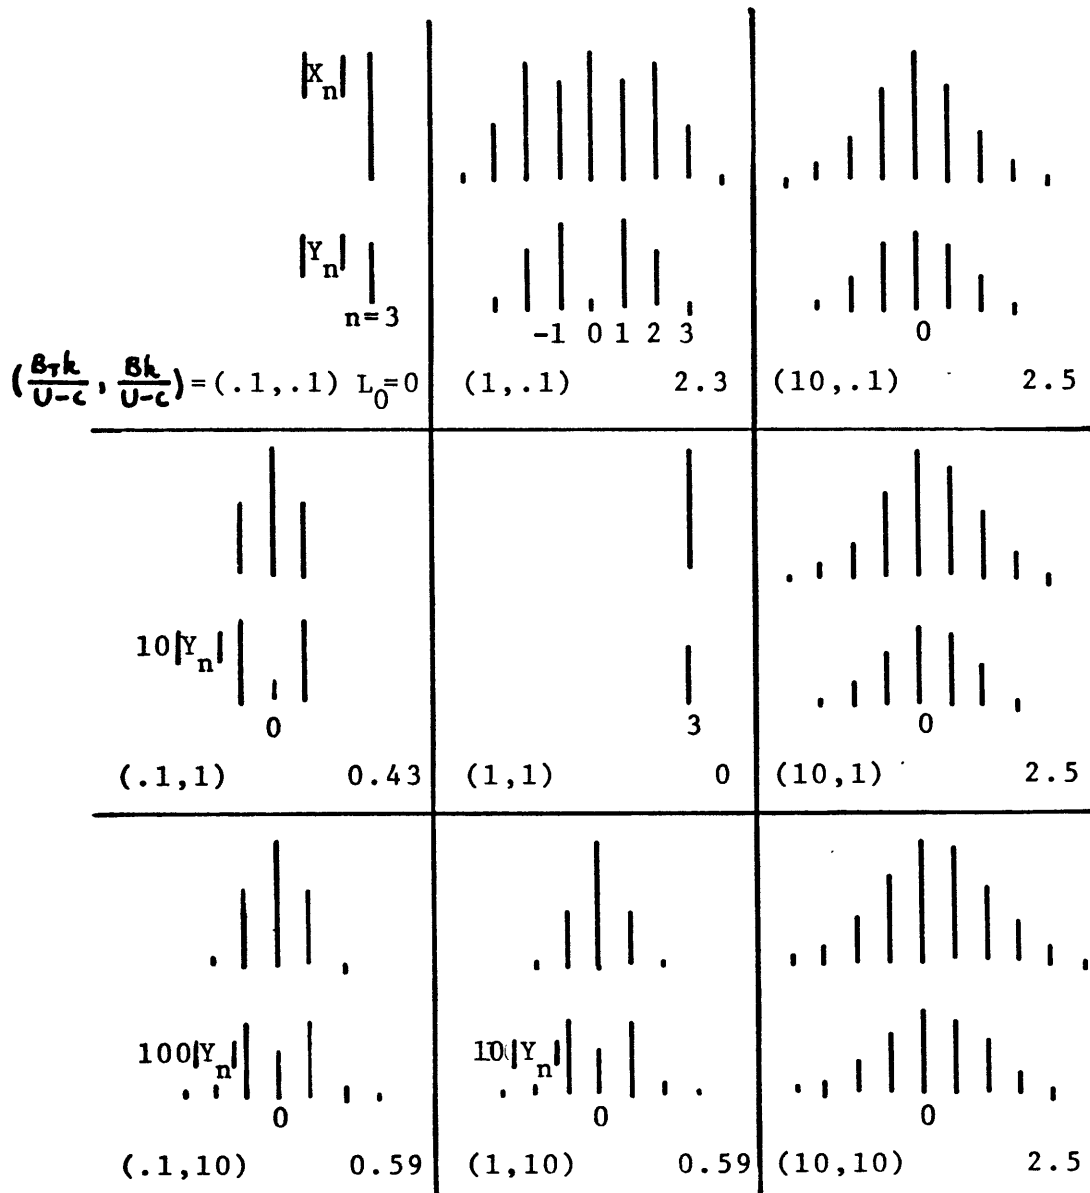 |X_n|
|Y_n|
n=3
-1 0 1 2 3
0
(B_Tk/U-c, Bk/U-c)=(.1,.1) L_0=0
(1,.1) 2.3
(10,.1) 2.5
10|Y_n|
0
3
0
(.1,1) 0.43
(1,1) 0
(10,1) 2.5
100|Y_n|
10|Y_n|
0
0
0
(.1,10) 0.59
(1,10) 0.59
(10,10) 2.5